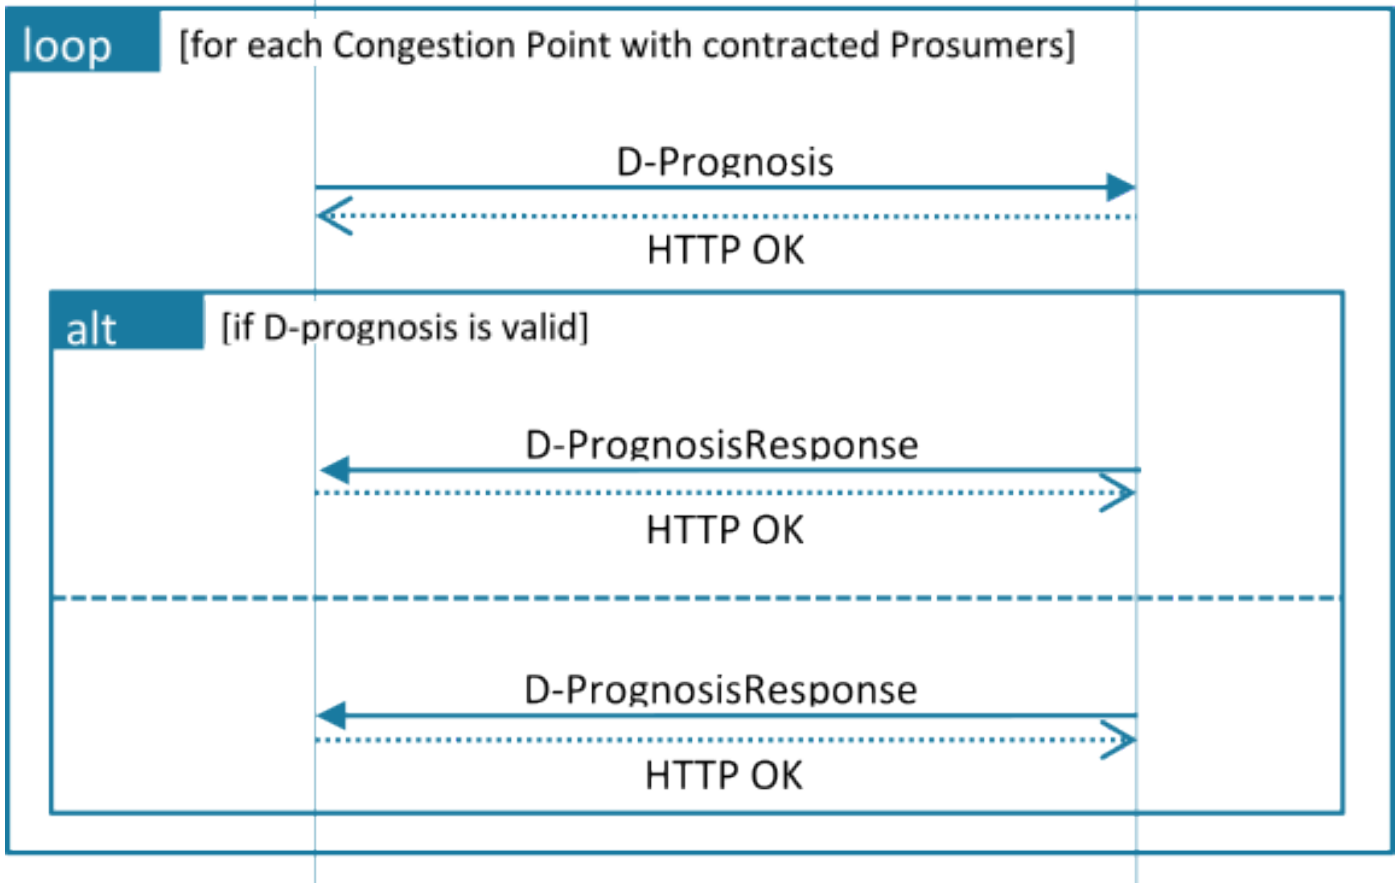 loop [for each Congestion Point with contracted Prosumers]
D-Prognosis
HTTP OK
alt [if D-prognosis is valid]
D-PrognosisResponse
HTTP OK
D-PrognosisResponse
HTTP OK